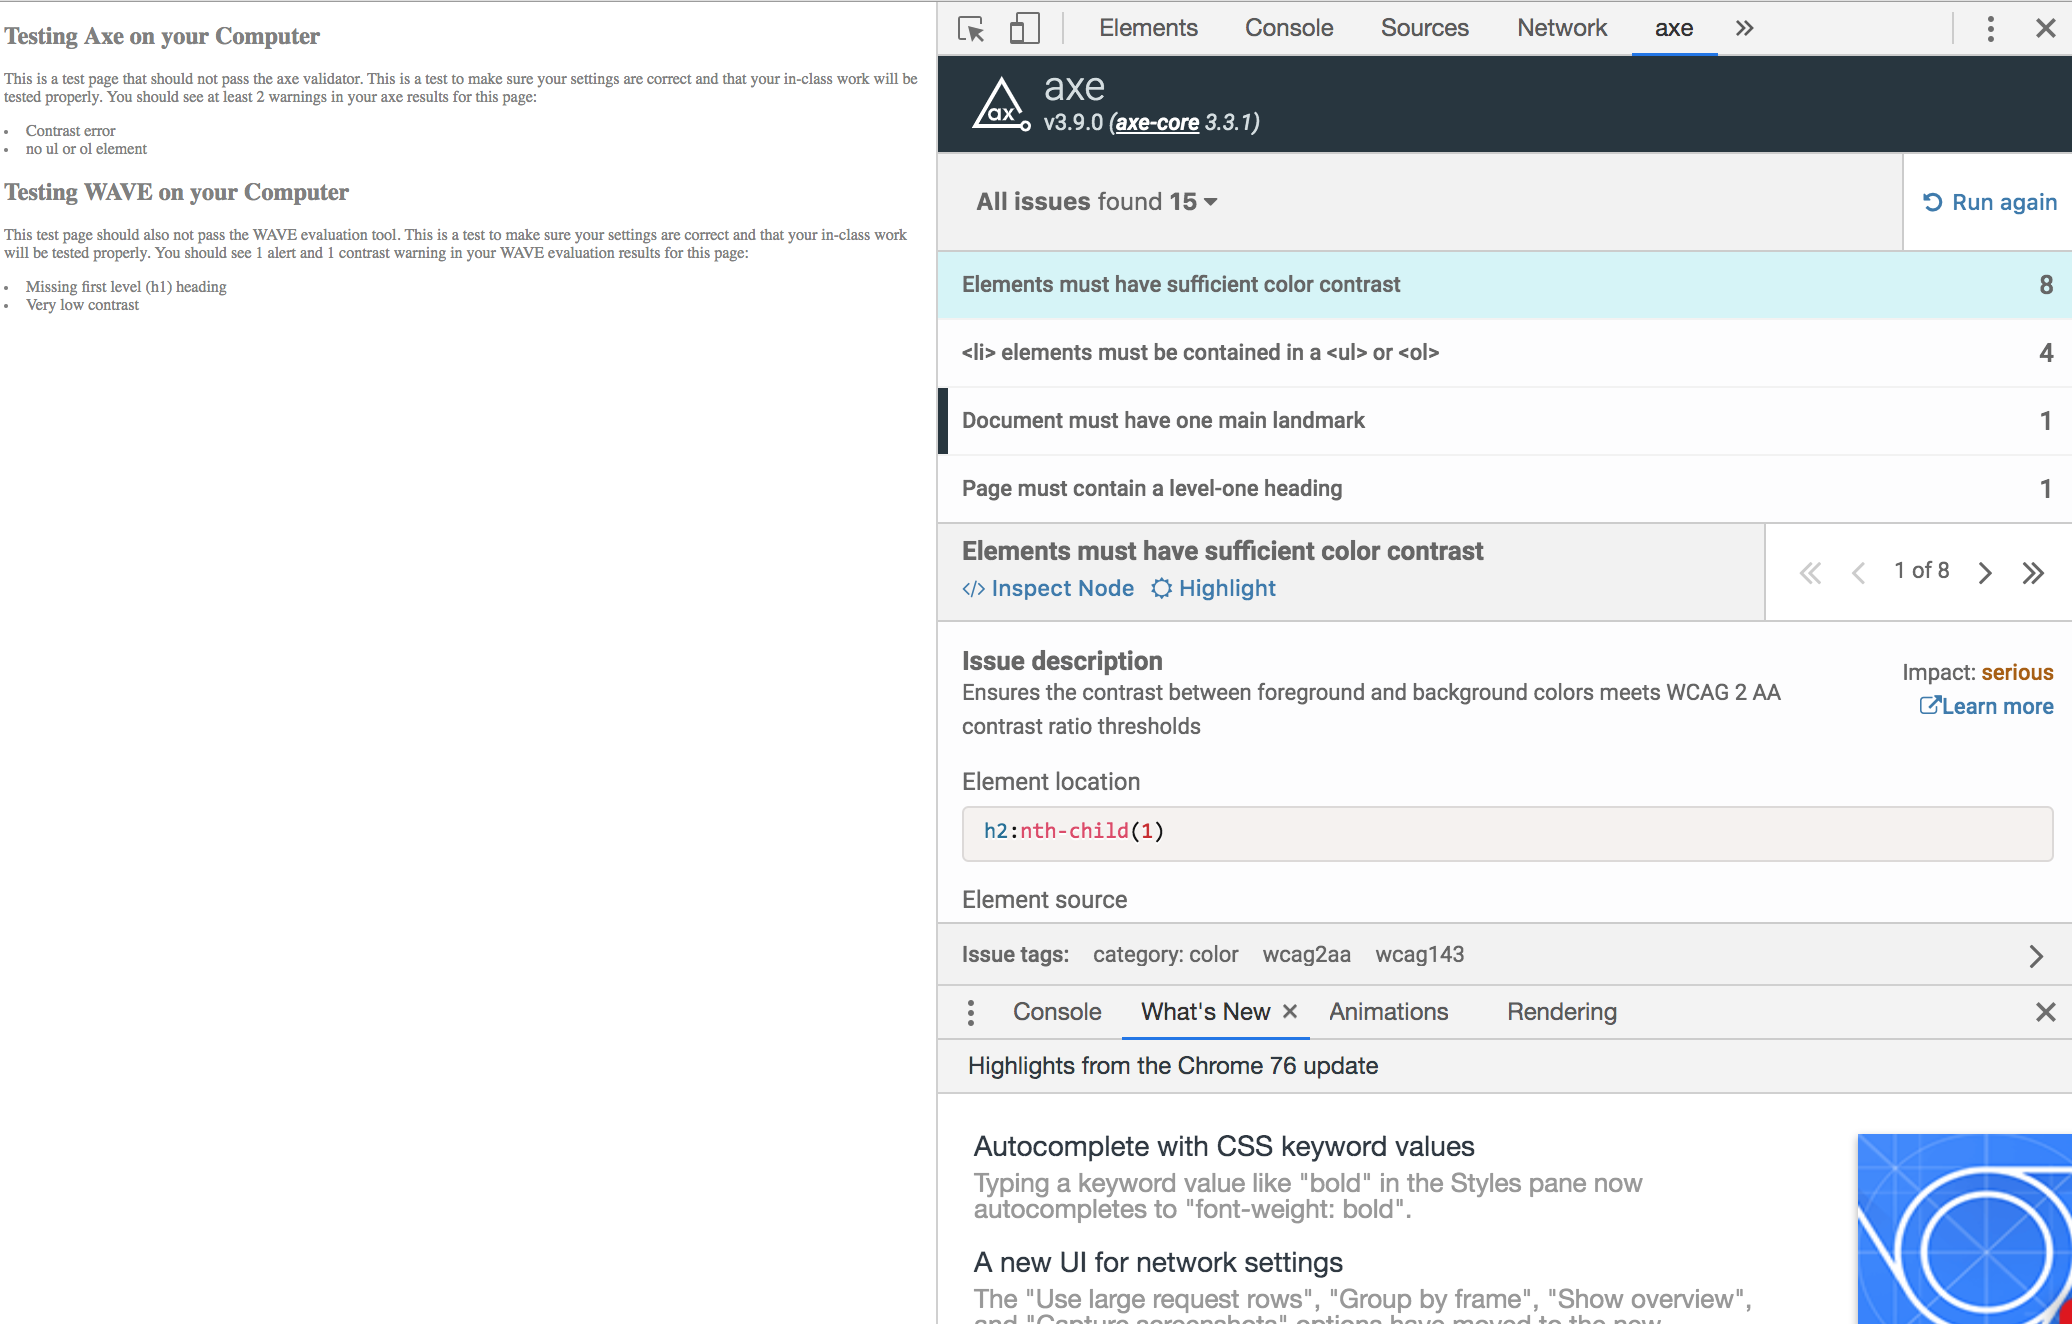 Testing Axe on your Computer
This is a test page that should not pass the axe validator. This is a test to make sure your settings are correct and that your in-class work will be
tested properly. You should see at least 2 warnings in your axe results for this page:
• Contrast error
• no ul or ol element
Testing WAVE on your Computer
This test page should also not pass the WAVE evaluation tool. This is a test to make sure your settings are correct and that your in-class work
will be tested properly. You should see 1 alert and 1 contrast warning in your WAVE evaluation results for this page:
• Missing first level (h1) heading
• Very low contrast
Elements Console Sources Network axe »
ax
axe
v3.9.0 (axe-core 3.3.1)
All issues found 15
Run again
Elements must have sufficient color contrast 8
<li> elements must be contained in a <ul> or <ol> 4
Document must have one main landmark 1
Page must contain a level-one heading 1
Elements must have sufficient color contrast
</> Inspect Node Highlight
1 of 8
Issue description
Ensures the contrast between foreground and background colors meets WCAG 2 AA
contrast ratio thresholds
Impact: serious
Learn more
Element location
h2:nth-child(1)
Element source
Issue tags: category: color wcag2aa wcag143
Console What's New × Animations Rendering
Highlights from the Chrome 76 update
Autocomplete with CSS keyword values
Typing a keyword value like "bold" in the Styles pane now
autocompletes to "font-weight: bold".
A new UI for network settings
The "Use large request rows", "Group by frame", "Show overview",
and "Capture screenshots" options have moved to the new